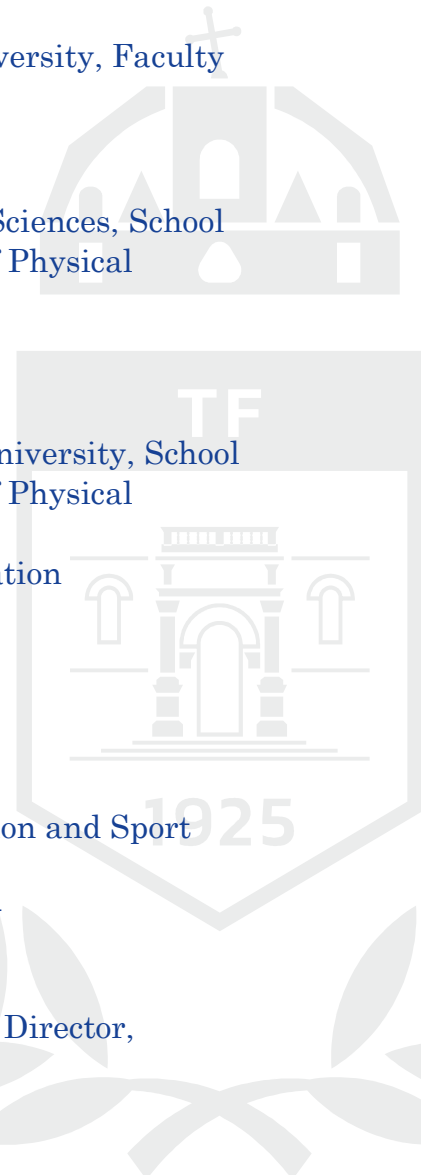 versity, Faculty
Sciences, School
f Physical
TF
niversity, School
f Physical
ation
on and Sport
1925
Director,